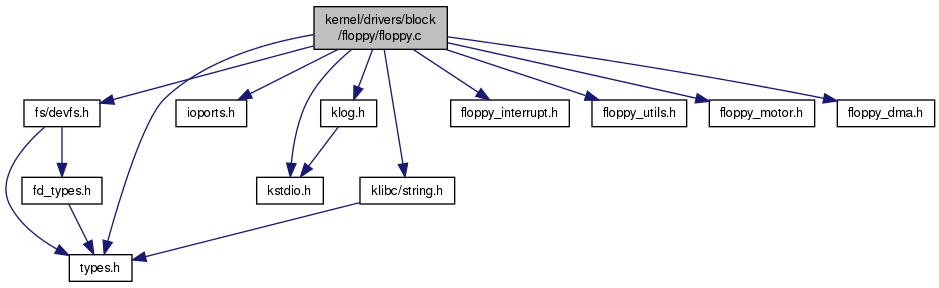 kernel/drivers/block
/floppy/floppy.c
fs/devfs.h
ioports.h
klog.h
floppy_interrupt.h
floppy_utils.h
floppy_motor.h
floppy_dma.h
fd_types.h
kstdio.h
klibc/string.h
types.h